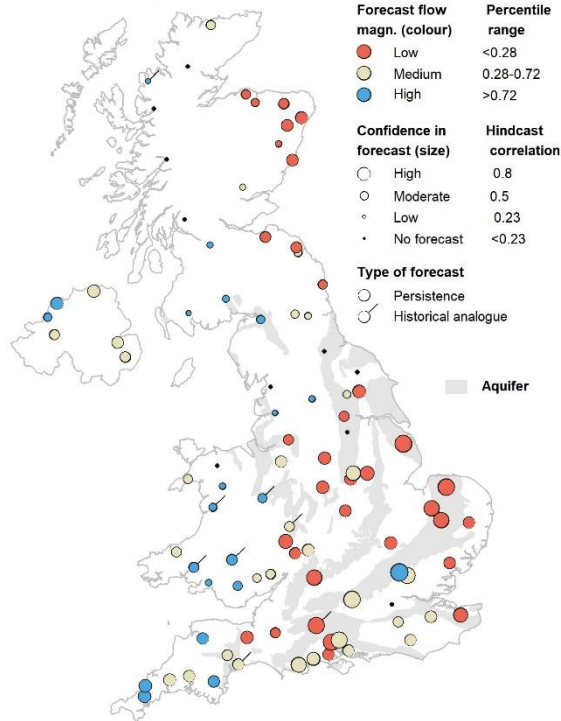 Forecast flow Percentile
magn. (colour) range
Low <0.28
Medium 0.28-0.72
High >0.72
Confidence in Hindcast
forecast (size) correlation
High 0.8
Moderate 0.5
Low 0.23
No forecast <0.23
Type of forecast
Persistence
Historical analogue
Aquifer